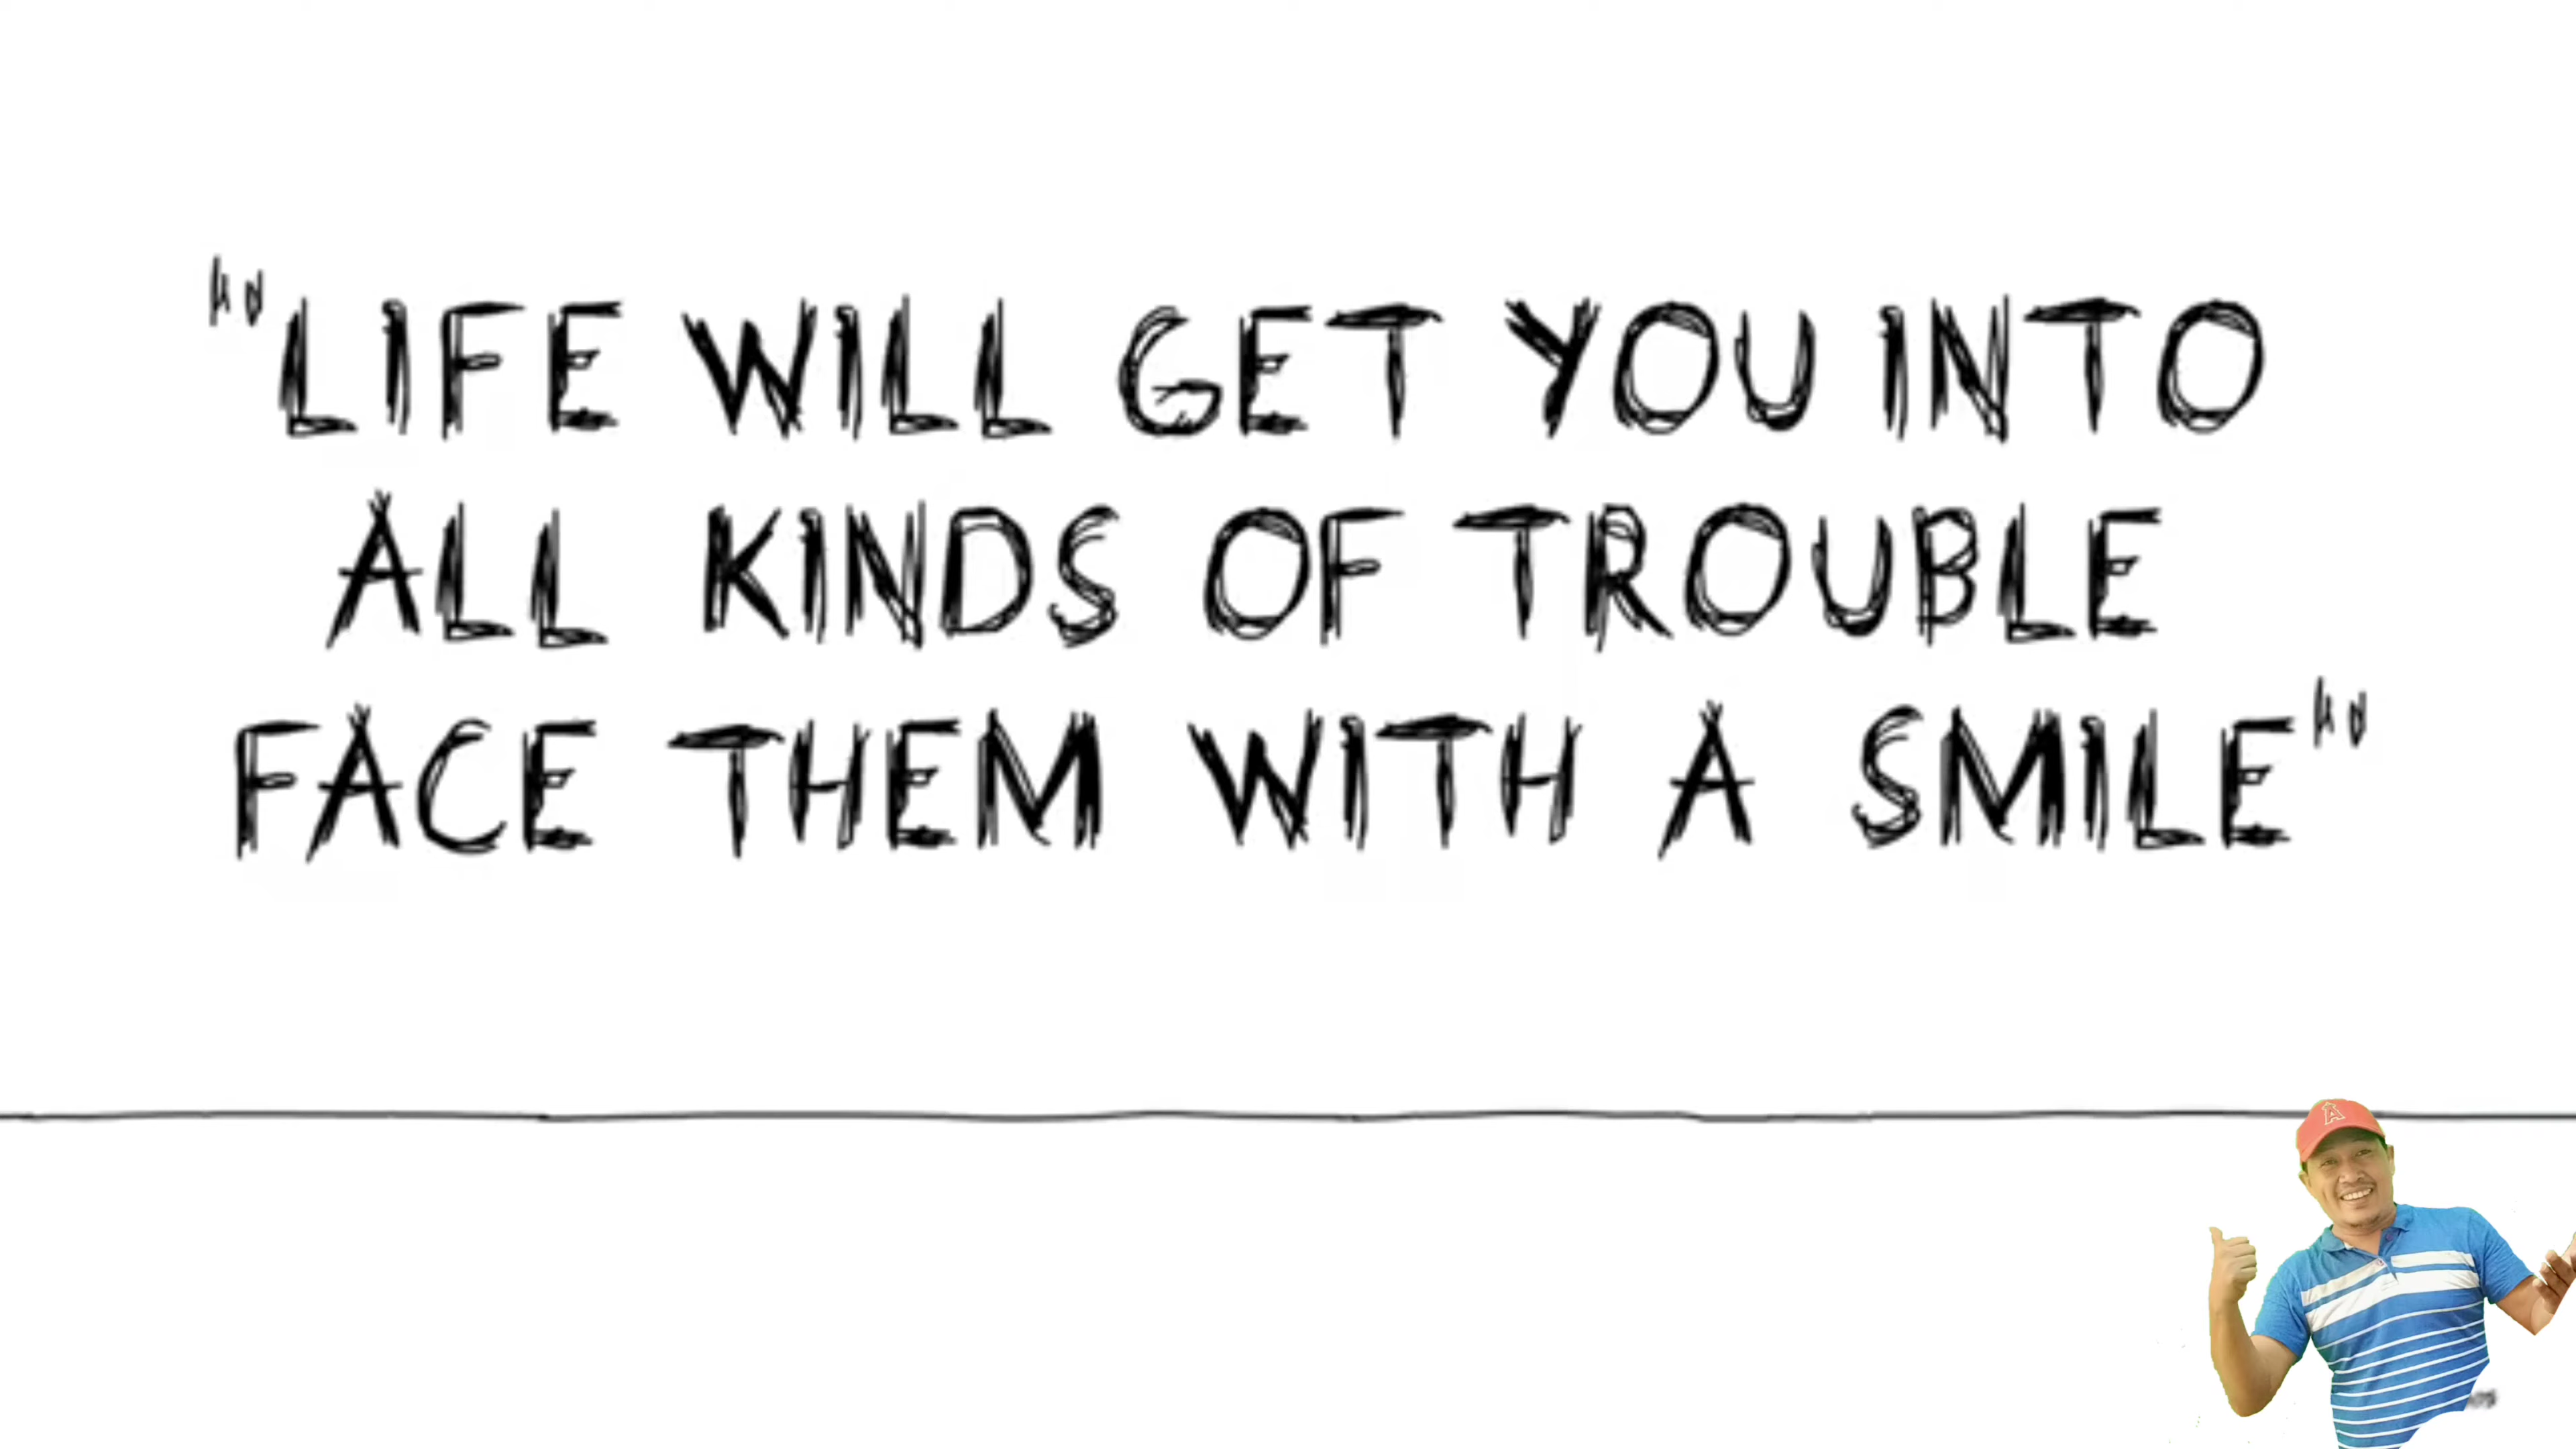 "LIFE WILL GET YOU INTO
ALL KINDS OF TROUBLE
FACE THEM WITH A SMILE"
A